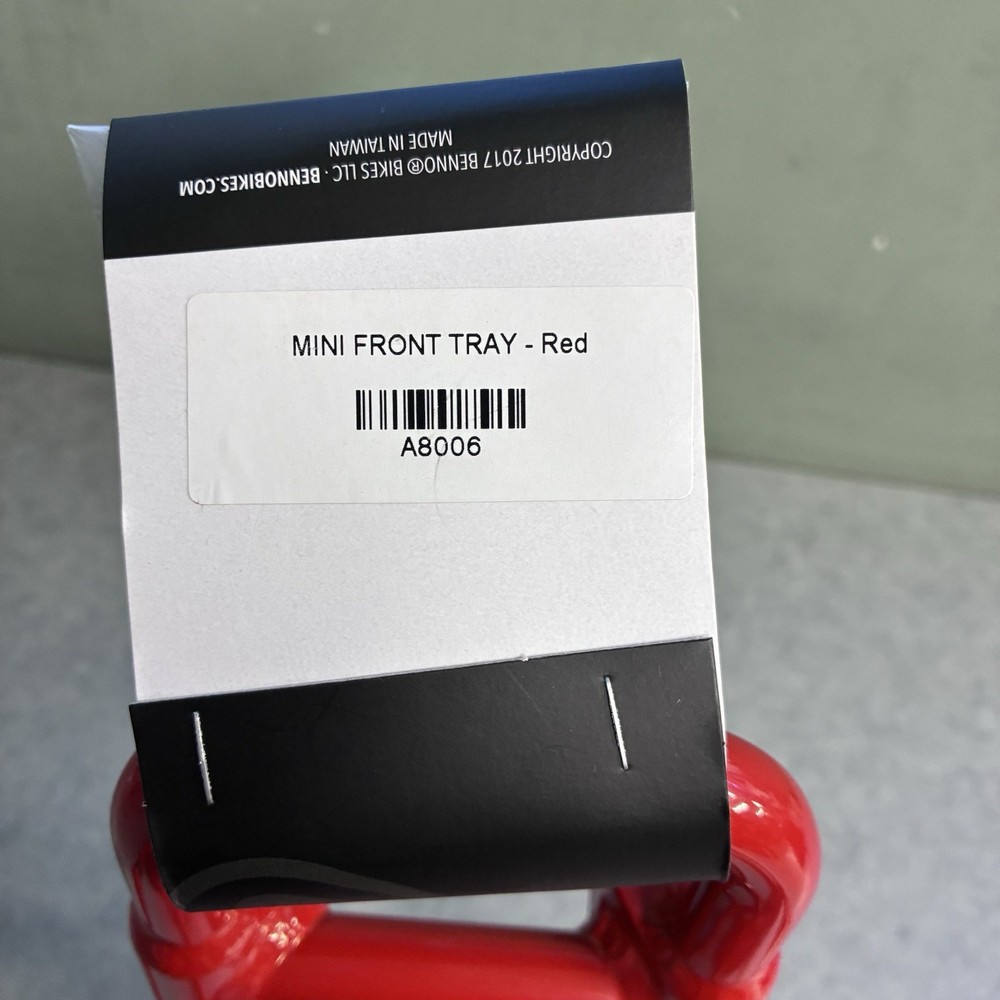 COPYRIGHT 2017 BENNO® BIKES LLC · BENNOBIKES.COM
MADE IN TAIWAN
MINI FRONT TRAY - Red
A8006